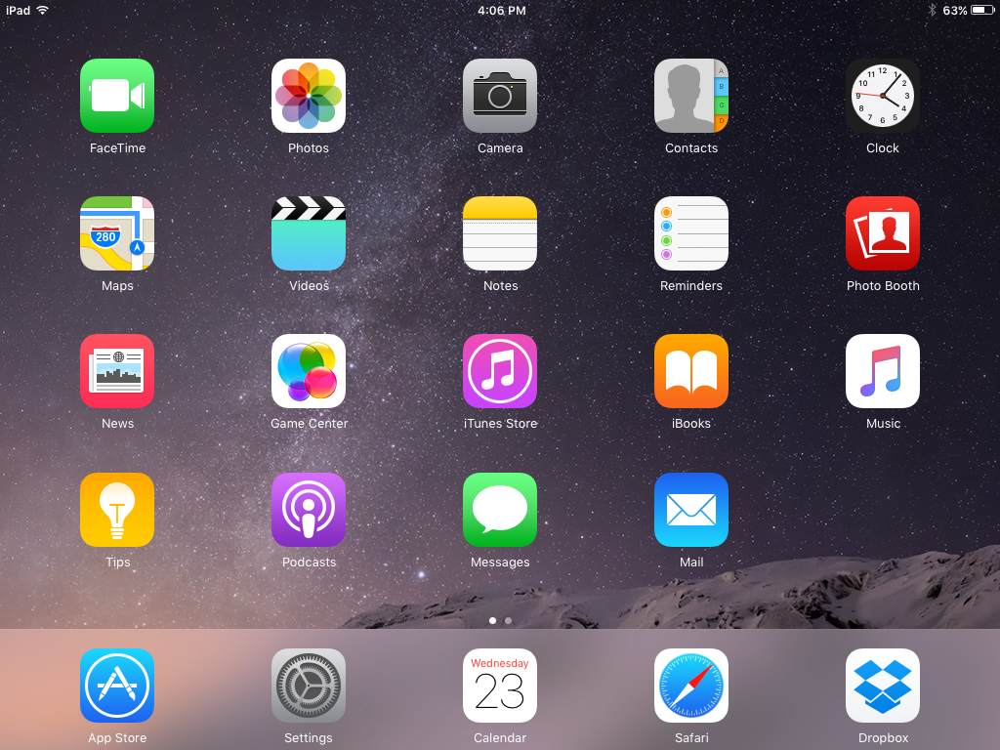 iPad 4:06 PM 63%
FaceTime Photos Camera Contacts Clock
A
B
C
D
12
11 1
10 2
9 3
8 4
7 5
6
Maps Videos Notes Reminders Photo Booth
280
News Game Center iTunes Store iBooks Music
Tips Podcasts Messages Mail
Wednesday
23
App Store Settings Calendar Safari Dropbox